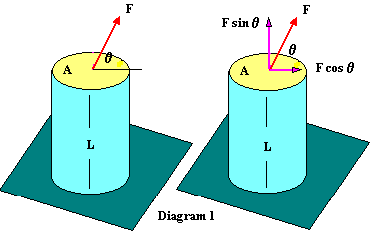 F
A
θ
L
F sin θ
F
θ
A
F cos θ
L
Diagram 1